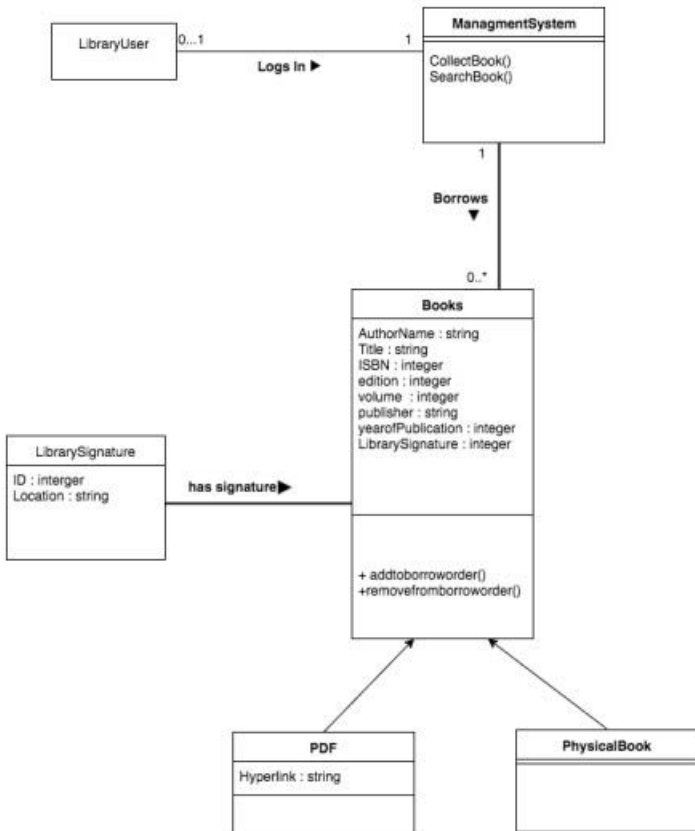 LibraryUser
0...1
1
Logs In ▶
ManagmentSystem
CollectBook()
SearchBook()
1
Borrows
▼
0..*
Books
AuthorName : string
Title : string
ISBN : integer
edition : integer
volume : integer
publisher : string
yearofPublication : integer
LibrarySignature : integer
+ addtoborroworder()
+removefromborroworder()
LibrarySignature
ID : interger
Location : string
has signature▶
PDF
Hyperlink : string
PhysicalBook